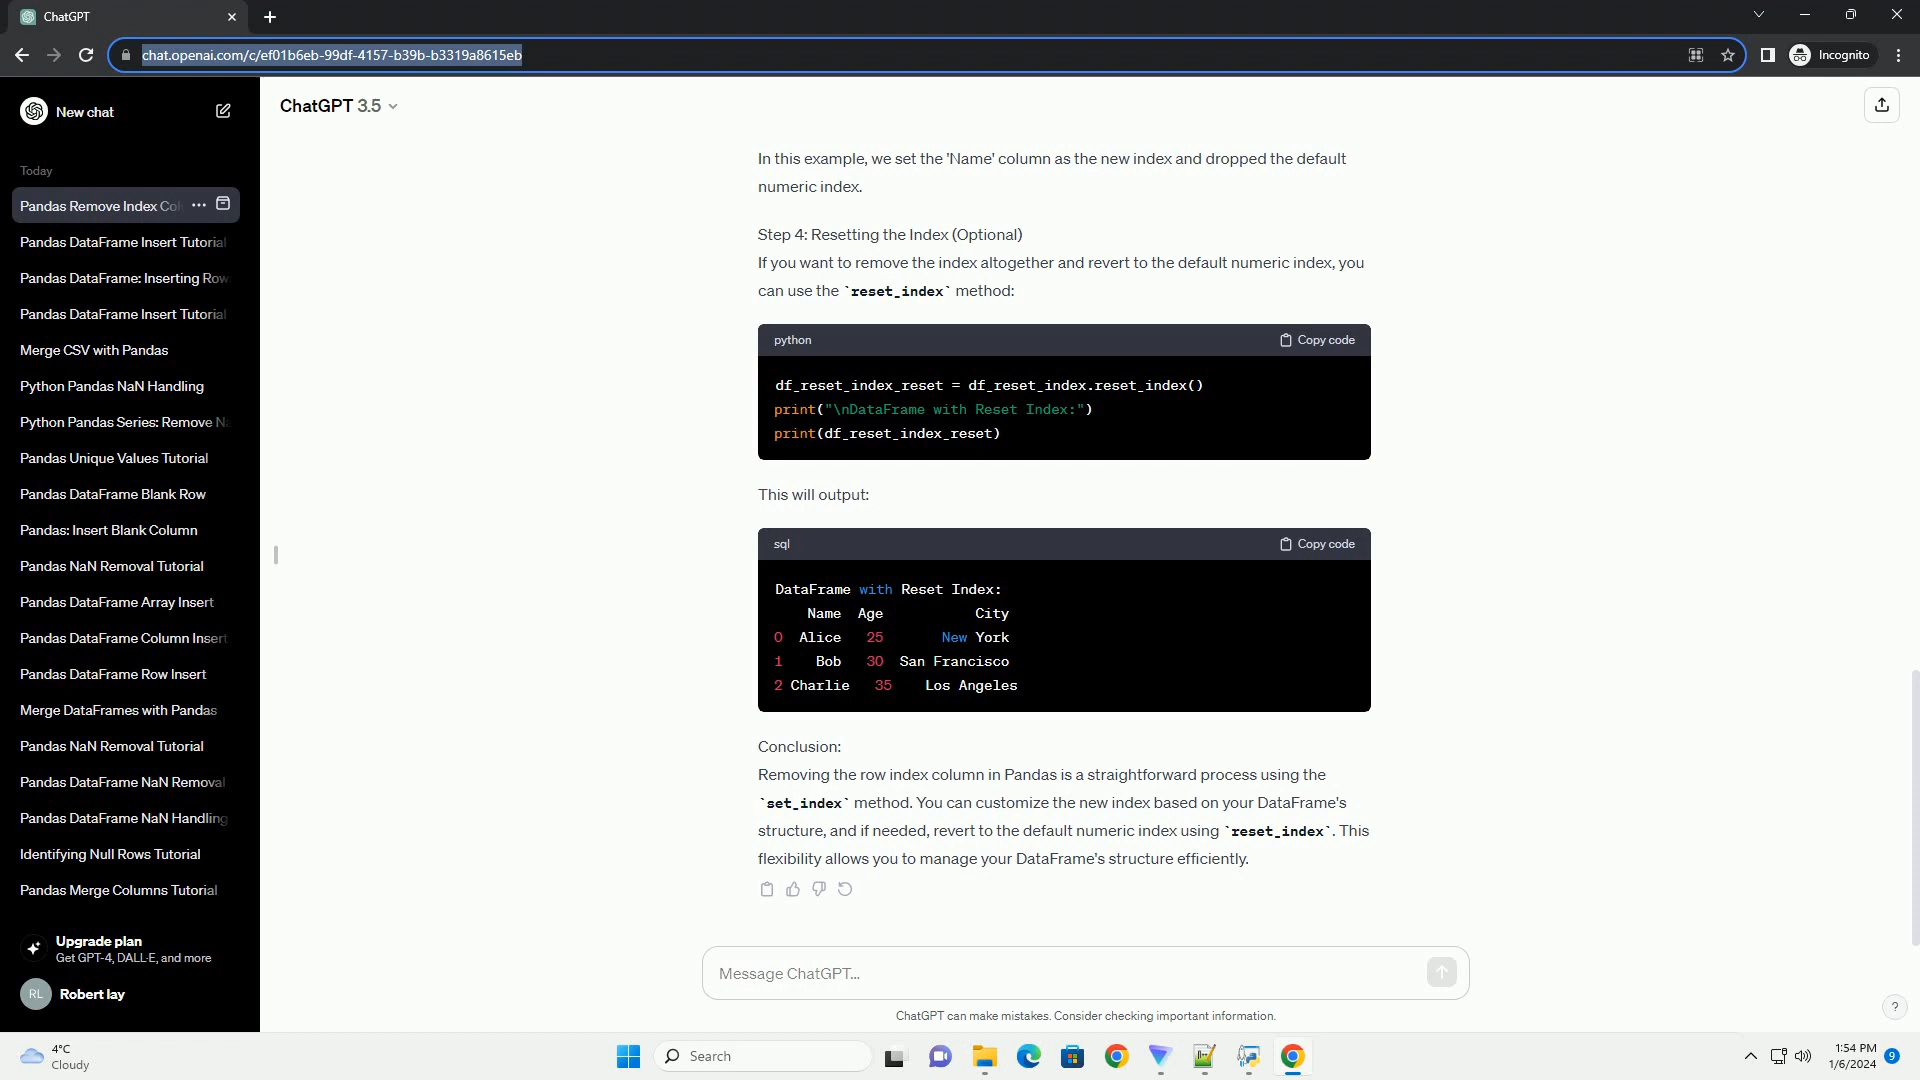 ChatGPT
chat.openai.com/c/ef01b6eb-99df-4157-b39b-b3319a8615eb
Incognito
New chat
Today
Pandas Remove Index Col
Pandas DataFrame Insert Tutorial
Pandas DataFrame: Inserting Row
Pandas DataFrame Insert Tutorial
Merge CSV with Pandas
Python Pandas NaN Handling
Python Pandas Series: Remove Na
Pandas Unique Values Tutorial
Pandas DataFrame Blank Row
Pandas: Insert Blank Column
Pandas NaN Removal Tutorial
Pandas DataFrame Array Insert
Pandas DataFrame Column Insert
Pandas DataFrame Row Insert
Merge DataFrames with Pandas
Pandas NaN Removal Tutorial
Pandas DataFrame NaN Removal
Pandas DataFrame NaN Handling
Identifying Null Rows Tutorial
Pandas Merge Columns Tutorial
Upgrade plan
Get GPT-4, DALL·E, and more
RL Robert lay
ChatGPT 3.5
In this example, we set the 'Name' column as the new index and dropped the default
numeric index.
Step 4: Resetting the Index (Optional)
If you want to remove the index altogether and revert to the default numeric index, you
can use the `reset_index` method:
python Copy code
df_reset_index_reset = df_reset_index.reset_index()
print("\nDataFrame with Reset Index:")
print(df_reset_index_reset)
This will output:
sql Copy code
DataFrame with Reset Index:
Name Age City
0 Alice 25 New York
1 Bob 30 San Francisco
2 Charlie 35 Los Angeles
Conclusion:
Removing the row index column in Pandas is a straightforward process using the
`set_index` method. You can customize the new index based on your DataFrame's
structure, and if needed, revert to the default numeric index using `reset_index`. This
flexibility allows you to manage your DataFrame's structure efficiently.
Message ChatGPT...
ChatGPT can make mistakes. Consider checking important information.
?
4°C
Cloudy
Search
1:54 PM
1/6/2024
9